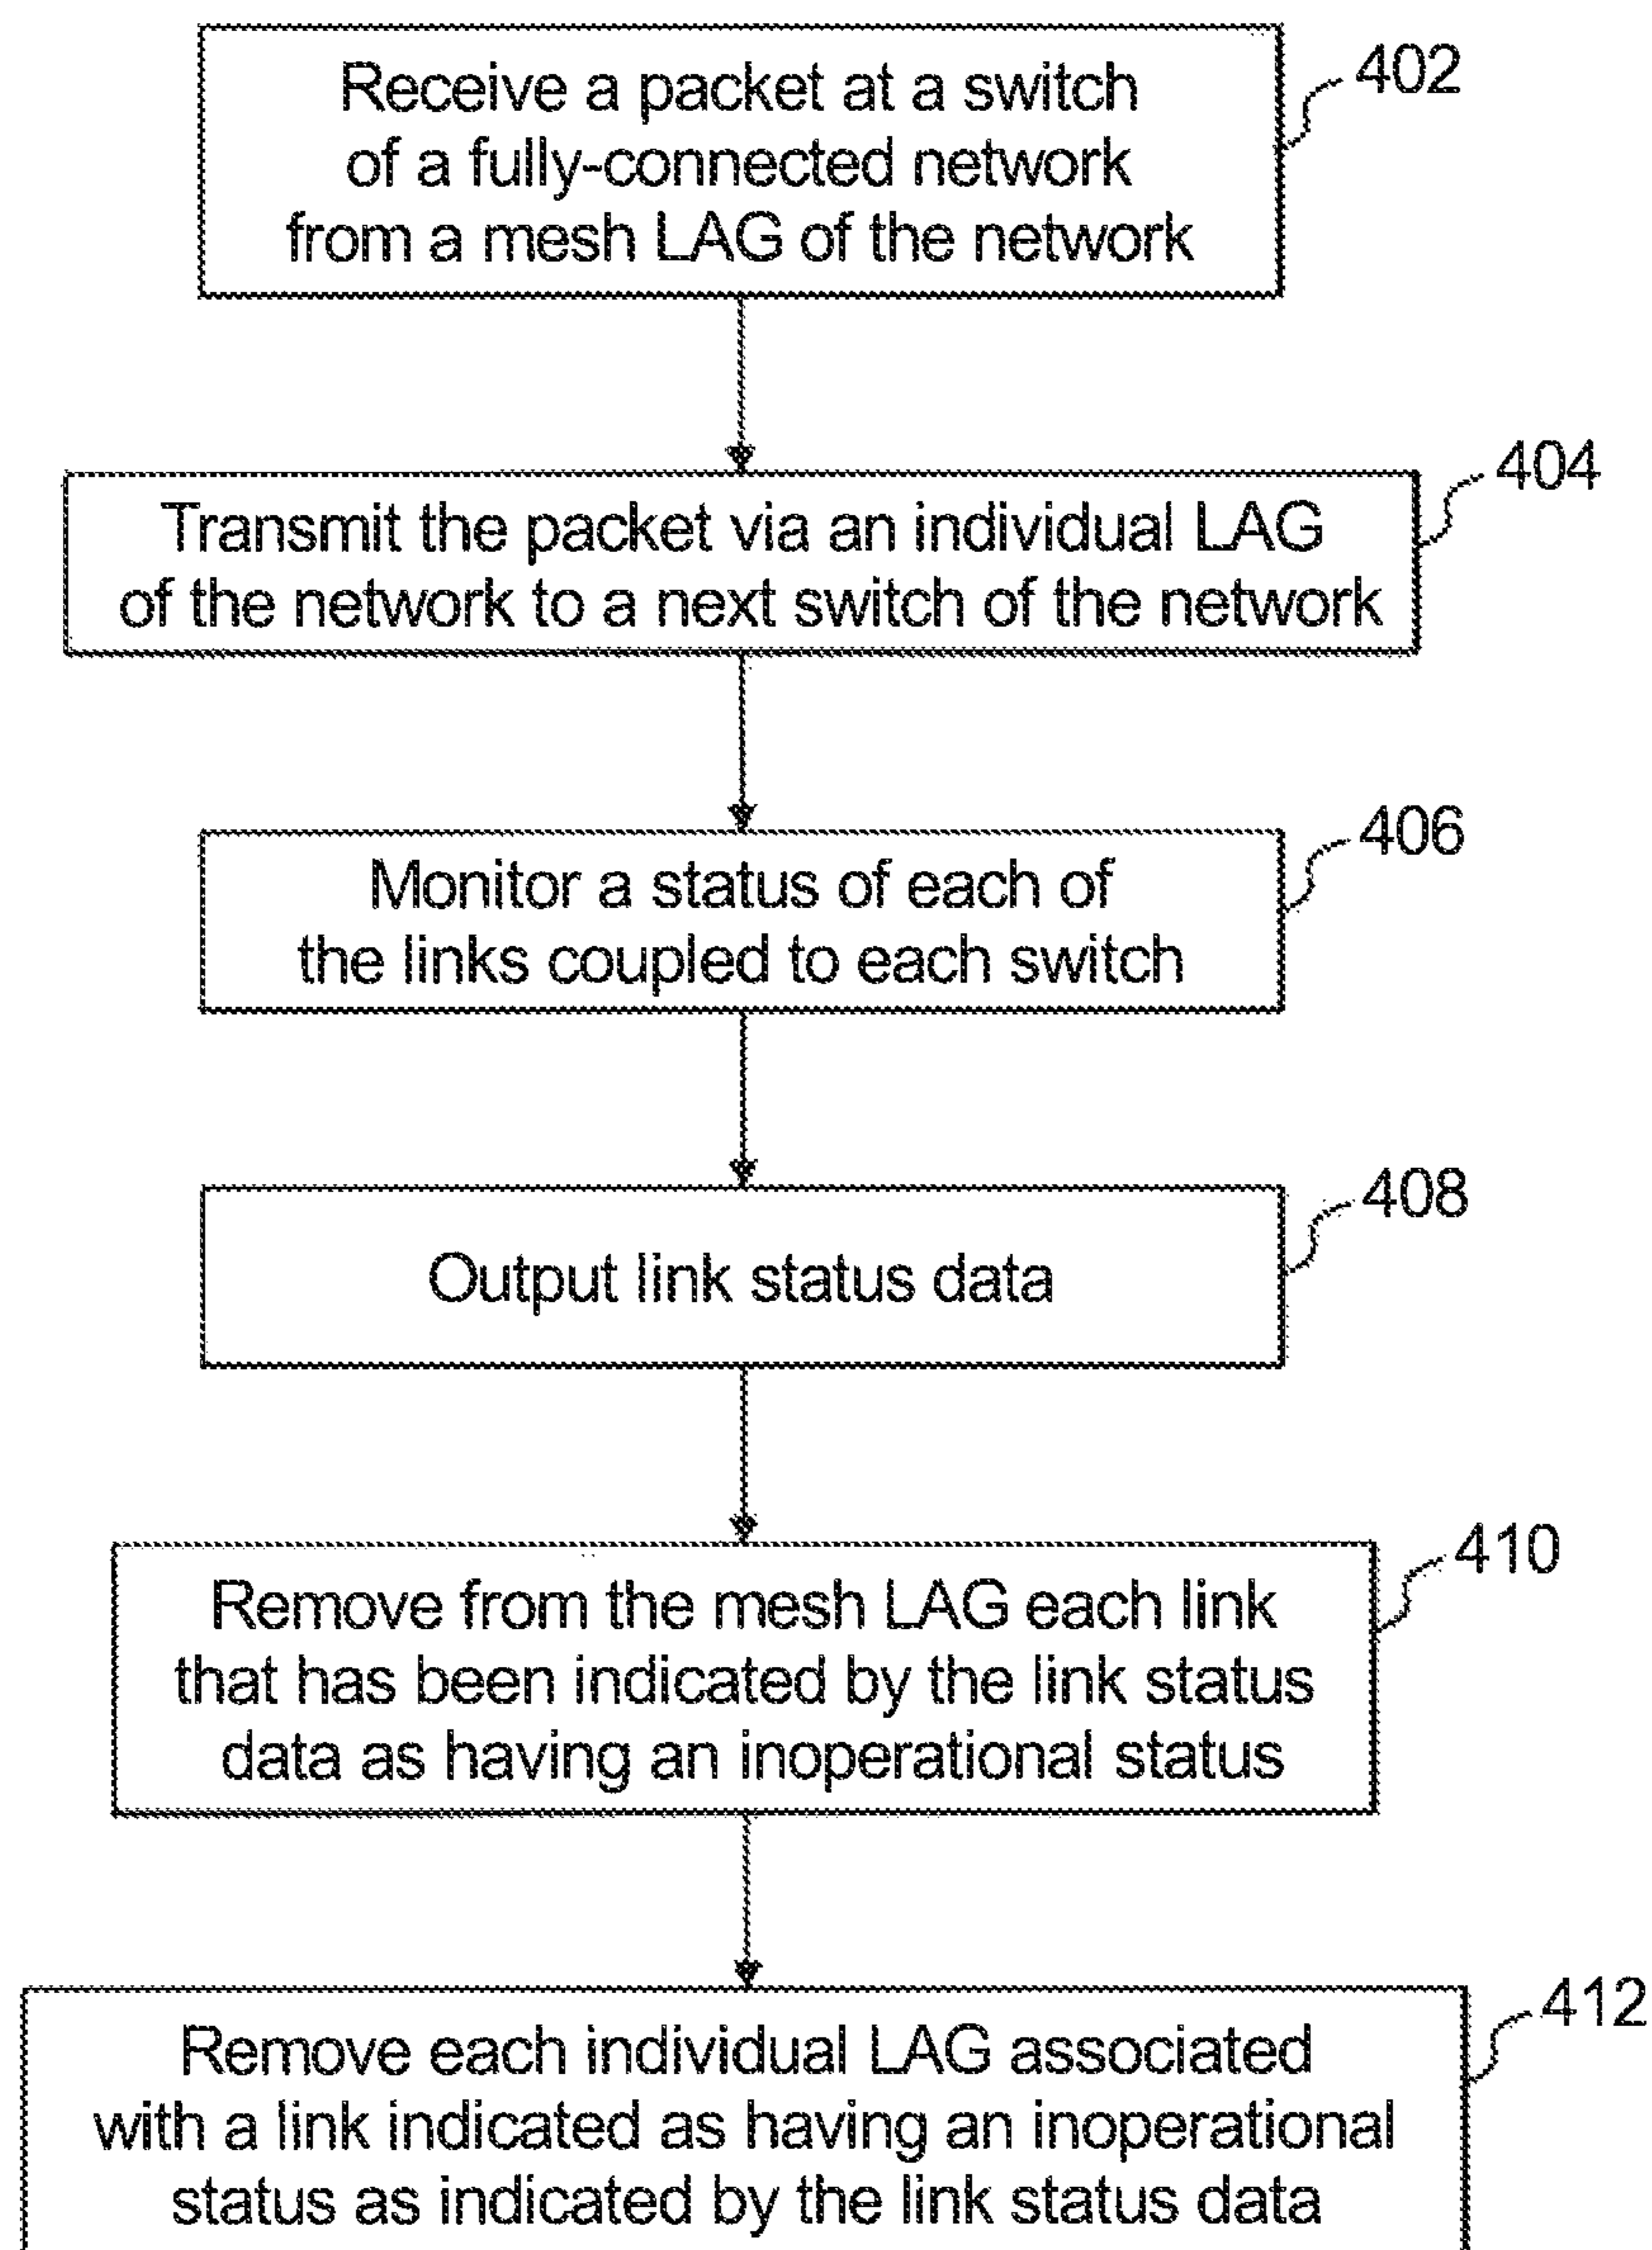 Receive a packet at a switch
of a fully-connected network
from a mesh LAG of the network
402
Transmit the packet via an individual LAG
of the network to a next switch of the network
404
Monitor a status of each of
the links coupled to each switch
406
Output link status data
408
Remove from the mesh LAG each link
that has been indicated by the link status
data as having an inoperational status
410
Remove each individual LAG associated
with a link indicated as having an inoperational
status as indicated by the link status data
412